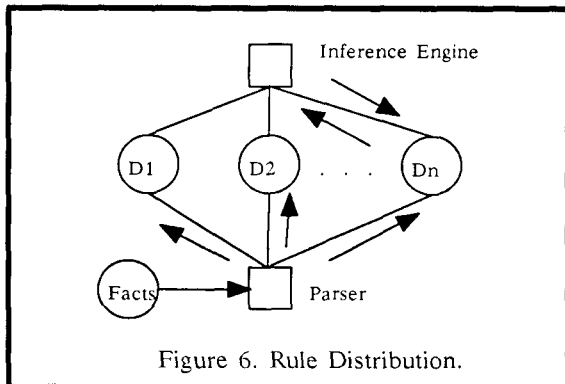 Inference Engine
D1
D2
. . .
Dn
Facts
Parser
Figure 6. Rule Distribution.